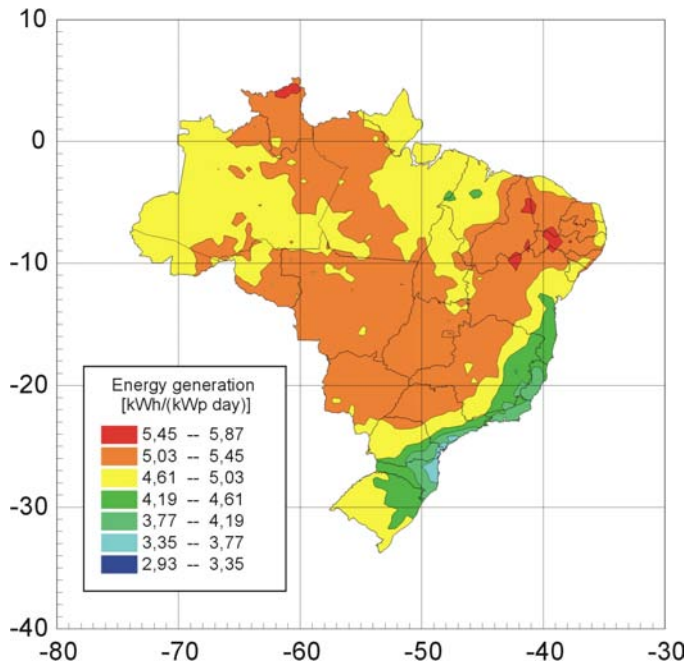 10
0
-10
-20
-30
-40
Energy generation
[kWh/(kWp day)]
5,45 -- 5,87
5,03 -- 5,45
4,61 -- 5,03
4,19 -- 4,61
3,77 -- 4,19
3,35 -- 3,77
2,93 -- 3,35
-80 -70 -60 -50 -40 -30